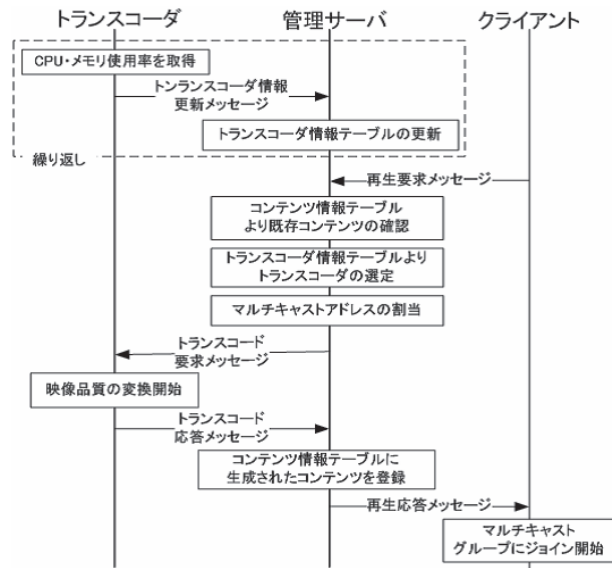 トランスコーダ
管理サーバ
クライアント
CPU・メモリ使用率を取得
トンランスコーダ情報
更新メッセージ
トランスコーダ情報テーブルの更新
繰り返し
再生要求メッセージ
コンテンツ情報テーブル
より既存コンテンツの確認
トランスコーダ情報テーブルより
トランスコーダの選定
マルチキャストアドレスの割当
トランスコード
要求メッセージ
映像品質の変換開始
トランスコード
応答メッセージ
コンテンツ情報テーブルに
生成されたコンテンツを登録
再生応答メッセージ
マルチキャスト
グループにジョイン開始